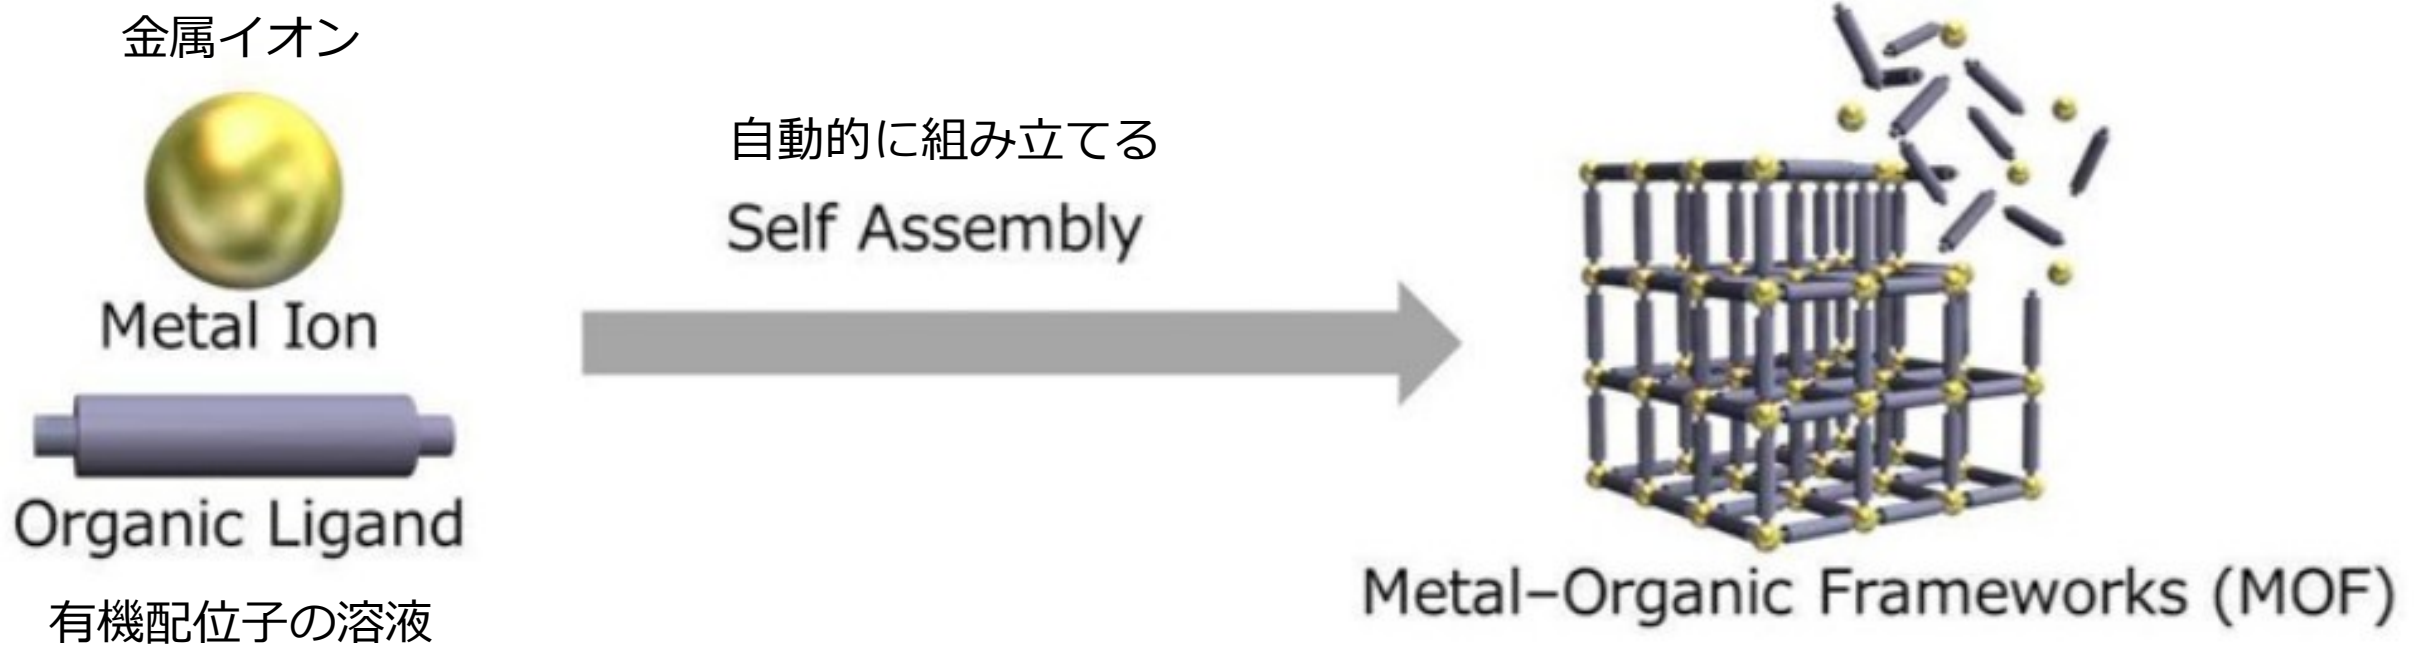 金属イオン
Metal Ion
Organic Ligand
有機配位子の溶液
自動的に組み立てる
Self Assembly
Metal–Organic Frameworks (MOF)